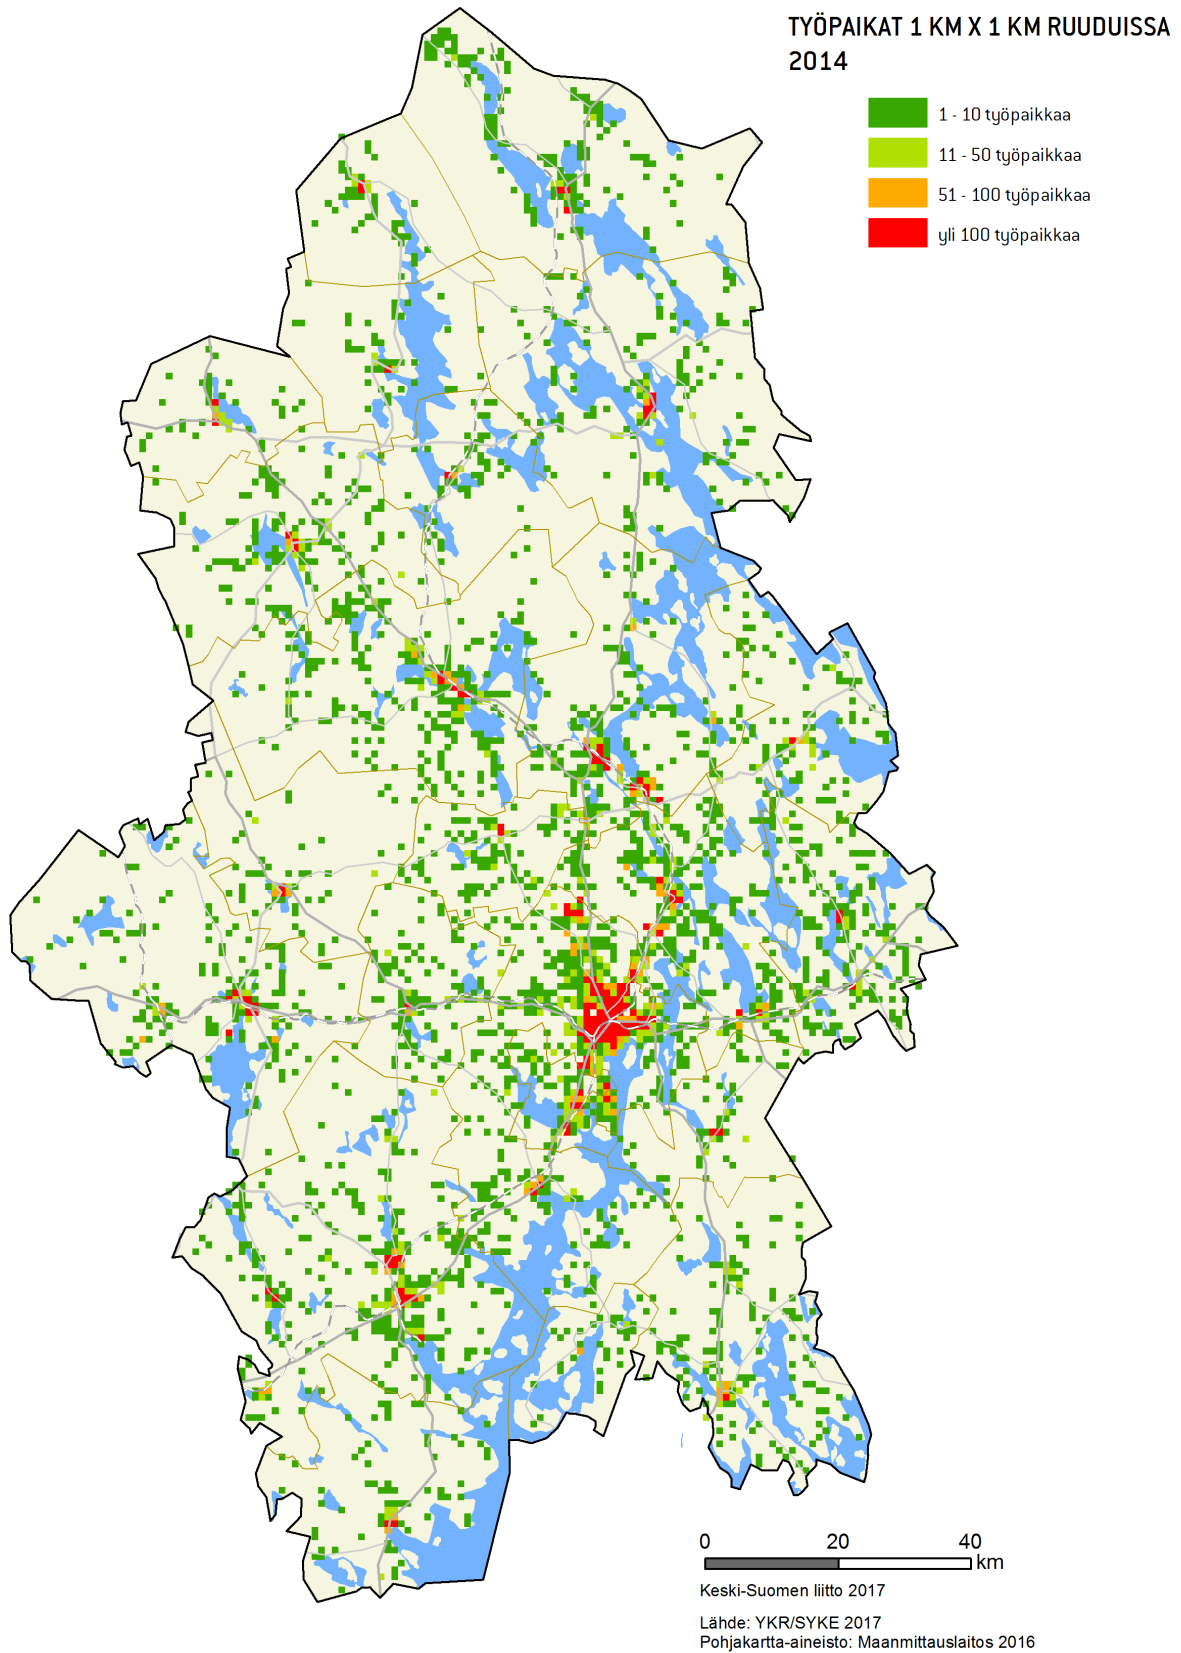 TYÖPAIKAT 1 KM X 1 KM RUUDUISSA
2014
1 - 10 työpaikkaa
11 - 50 työpaikkaa
51 - 100 työpaikkaa
yli 100 työpaikkaa
0 20 40
km
Keski-Suomen liitto 2017
Lähde: YKR/SYKE 2017
Pohjakartta-aineisto: Maanmittauslaitos 2016